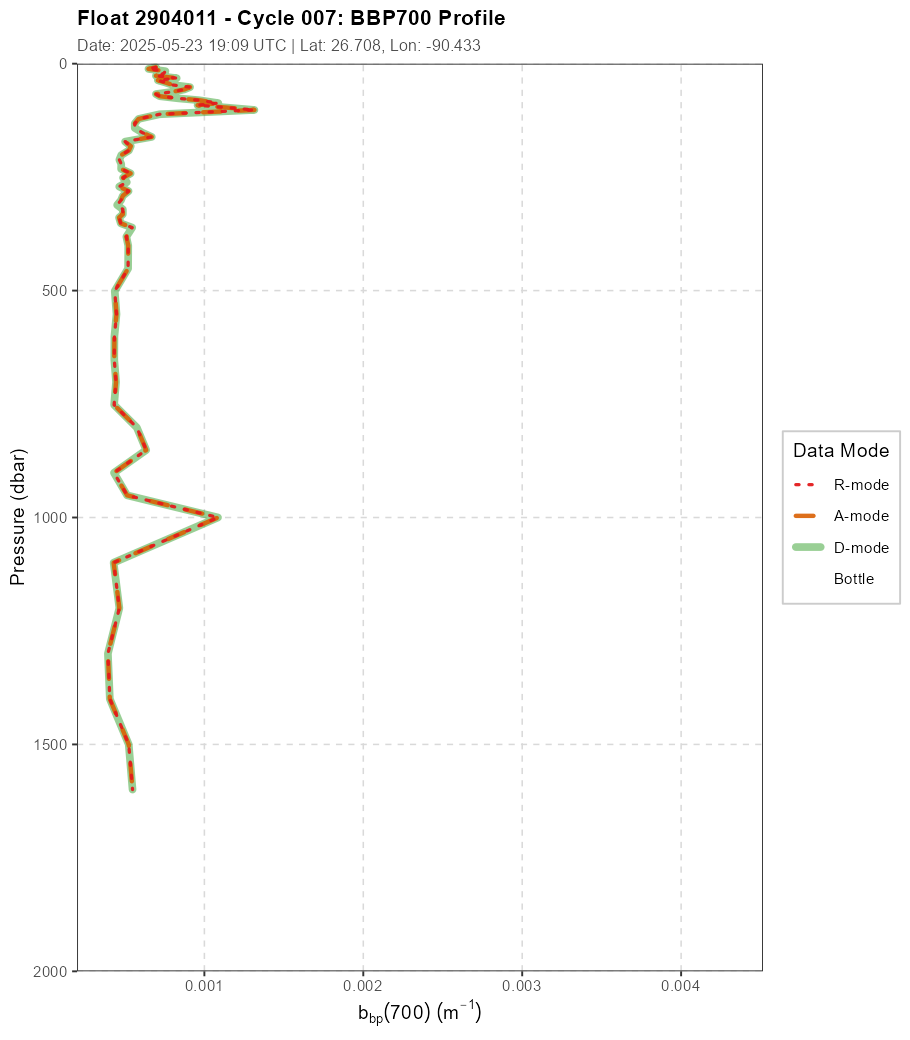 Float 2904011 - Cycle 007: BBP700 Profile
Date: 2025-05-23 19:09 UTC | Lat: 26.708, Lon: -90.433
0
500
1000
1500
2000
Pressure (dbar)
0.001 0.002 0.003 0.004
b_bp(700) (m⁻¹)
Data Mode
R-mode
A-mode
D-mode
Bottle